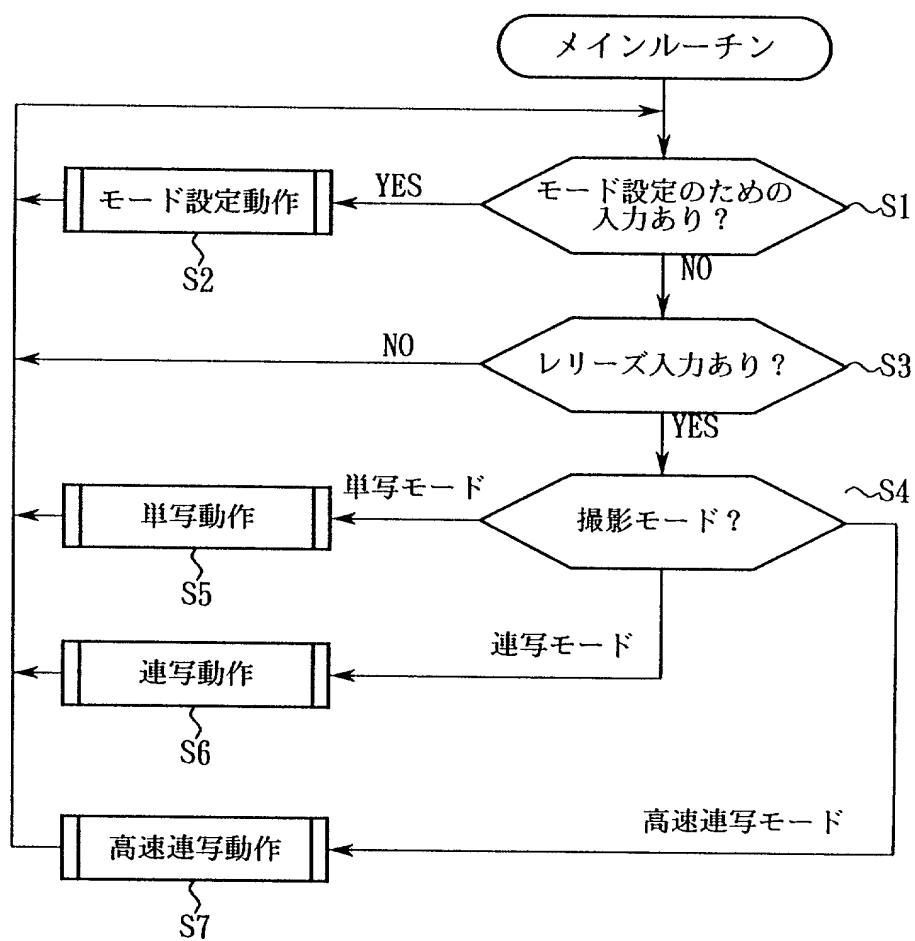 メインルーチン
モード設定のための
入力あり？
S1
YES
モード設定動作
S2
NO
レリーズ入力あり？
S3
NO
YES
撮影モード？
S4
単写モード
単写動作
S5
連写モード
連写動作
S6
高速連写モード
高速連写動作
S7